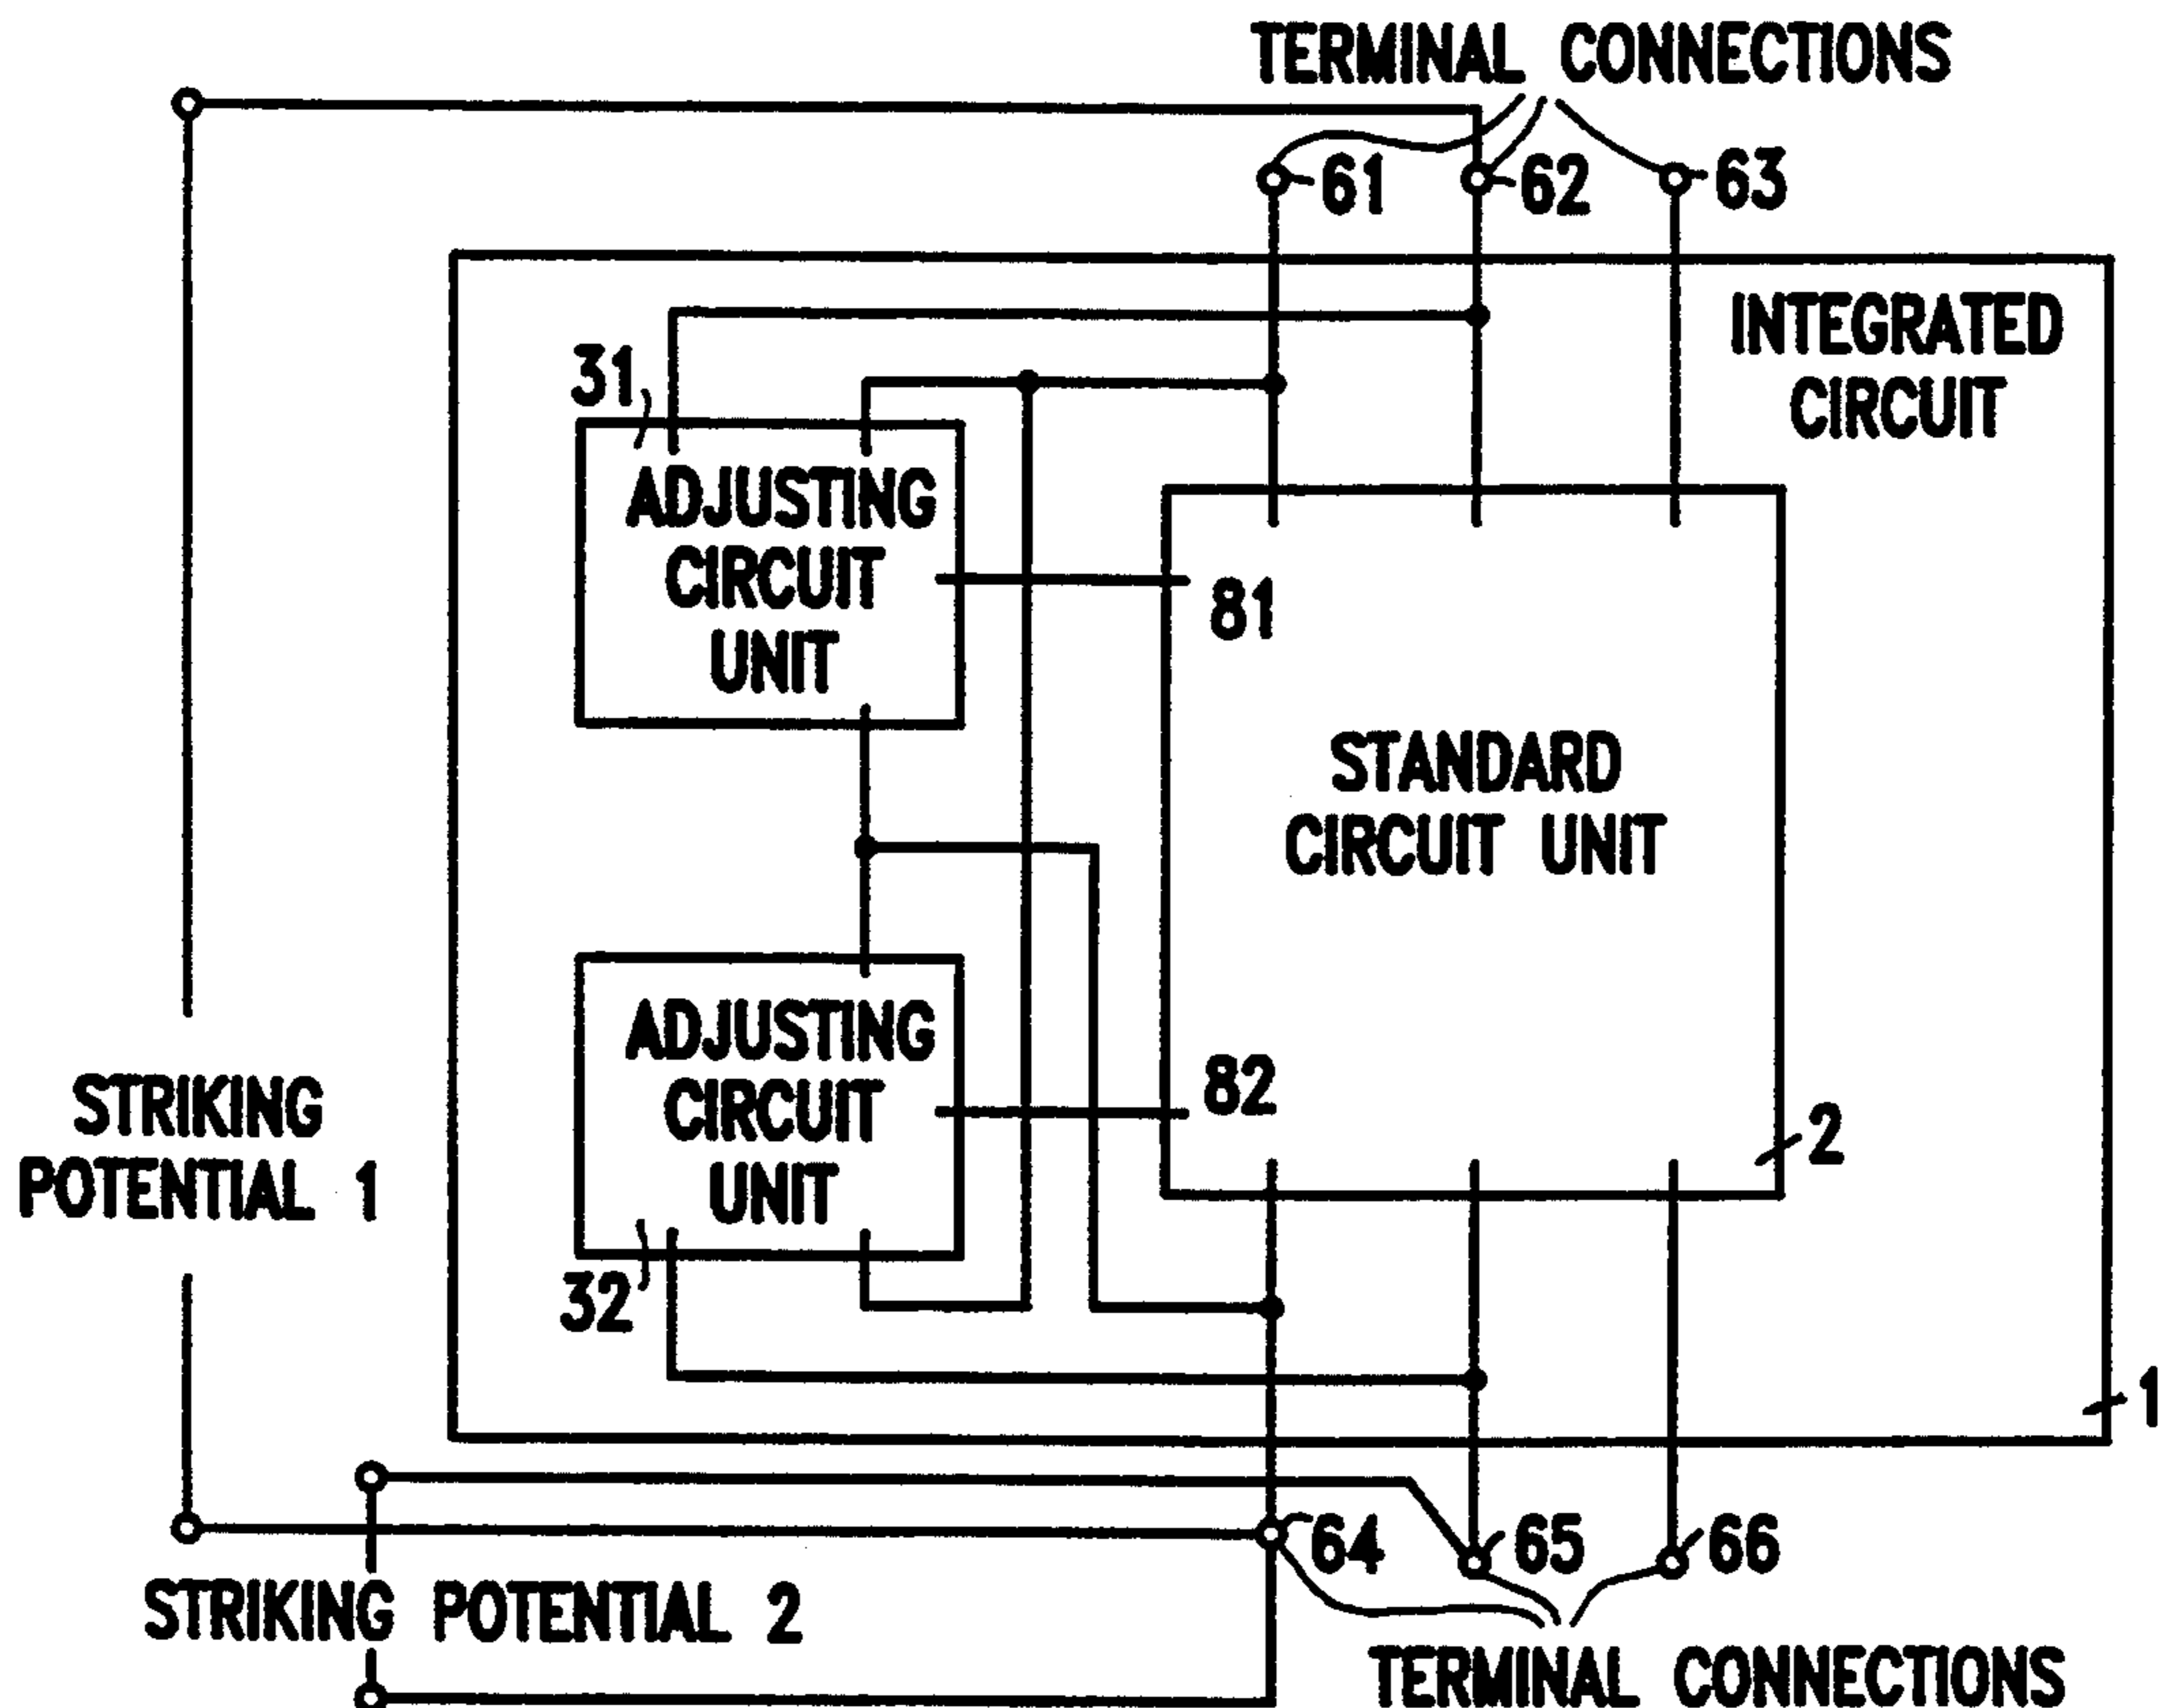 TERMINAL CONNECTIONS
61
62
63
INTEGRATED
CIRCUIT
31
ADJUSTING
CIRCUIT
UNIT
81
STANDARD
CIRCUIT UNIT
ADJUSTING
CIRCUIT
UNIT
82
2
STRIKING
POTENTIAL 1
32
1
64
65
66
STRIKING POTENTIAL 2
TERMINAL CONNECTIONS